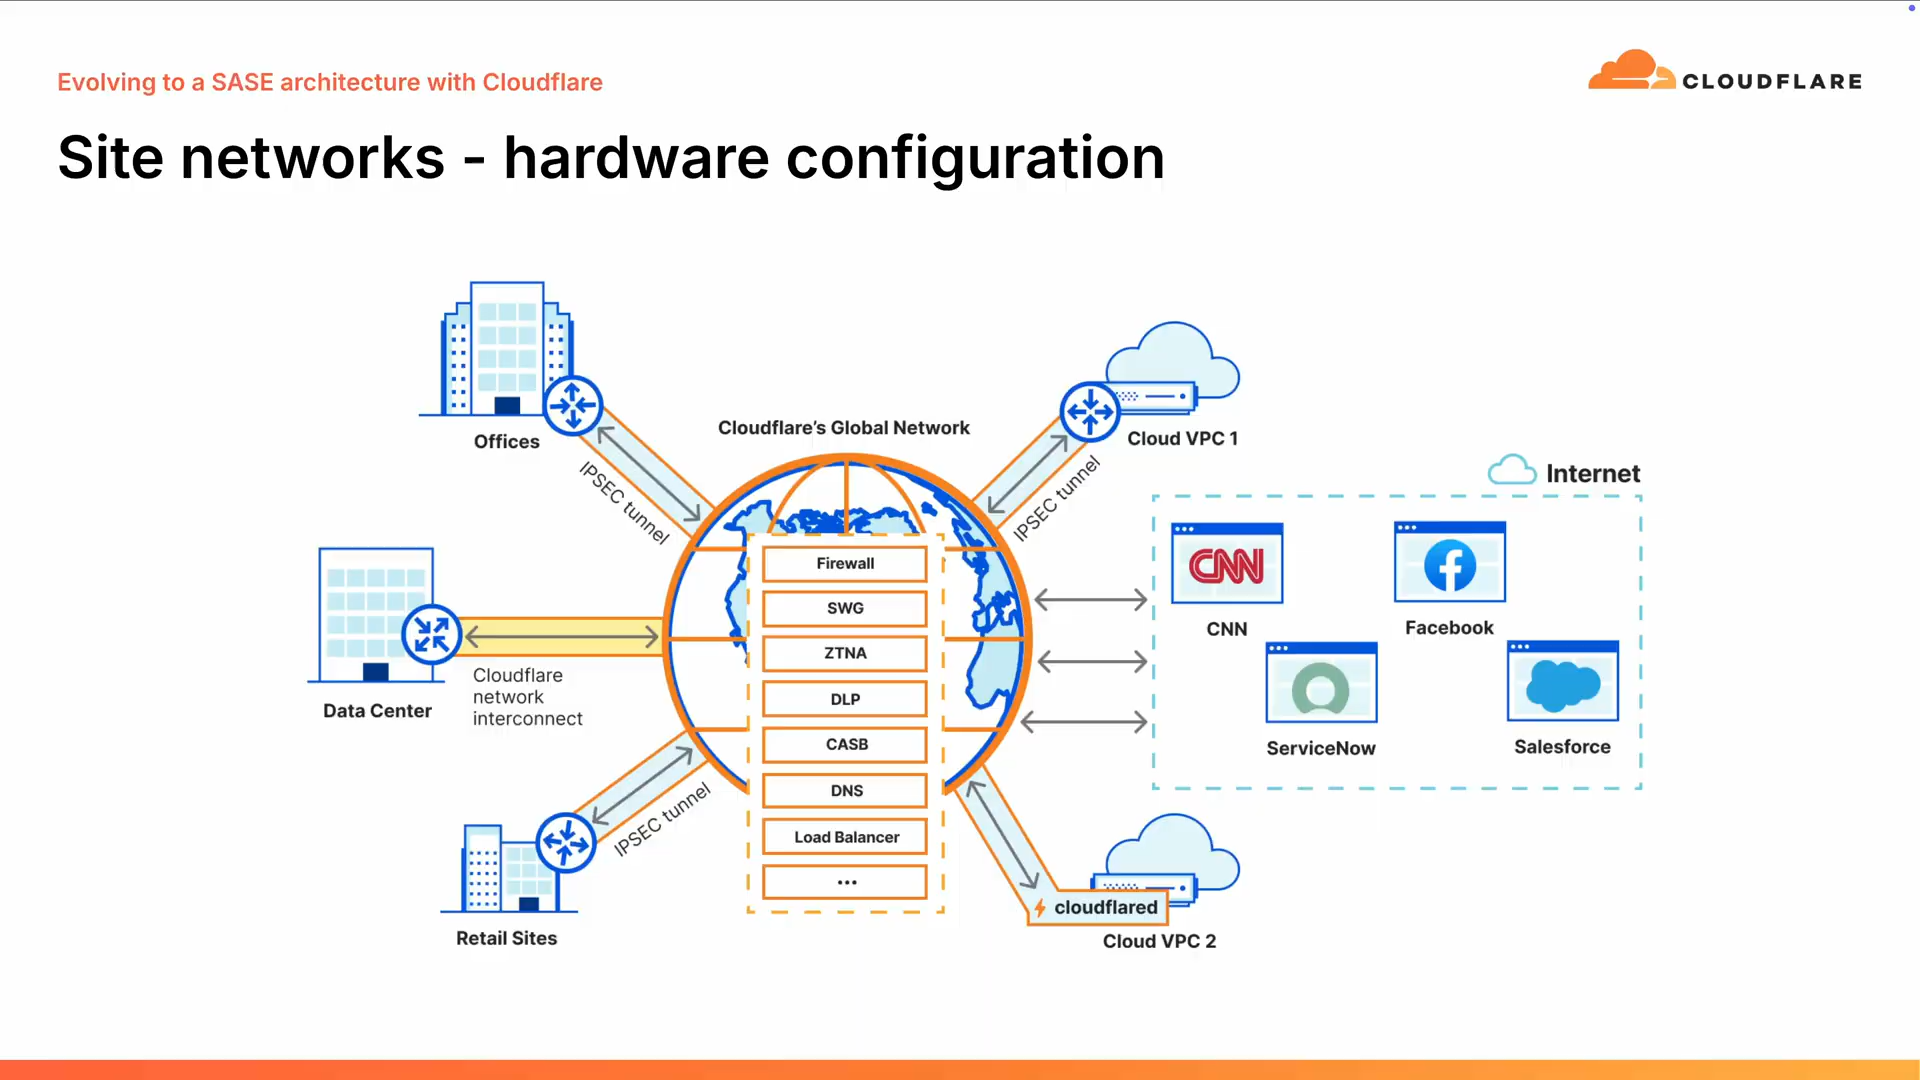 Evolving to a SASE architecture with Cloudflare
CLOUDFLARE
Site networks - hardware configuration
Offices
IPSEC tunnel
Cloudflare's Global Network
Cloud VPC 1
IPSEC tunnel
Internet
Firewall
SWG
ZTNA
DLP
CASB
DNS
Load Balancer
...
CNN
CNN
Facebook
ServiceNow
Salesforce
Data Center
Cloudflare
network
interconnect
IPSEC tunnel
Retail Sites
cloudflared
Cloud VPC 2